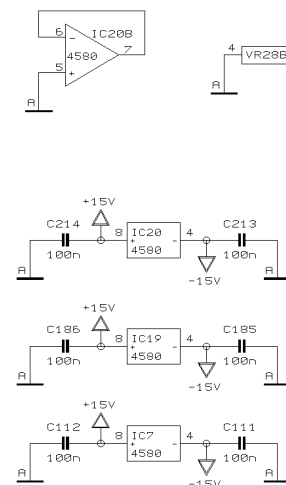 6 IC20B
- 7
4580
5 +
A
4 VR28B
A
+15V
C214 8 IC20 4 C213
+ -
100n 4580 100n
A -15V A
+15V
C186 8 IC19 4 C185
+ -
100n 4580 100n
A -15V A
+15V
C112 8 IC7 4 C111
+ -
100n 4580 100n
A -15V A